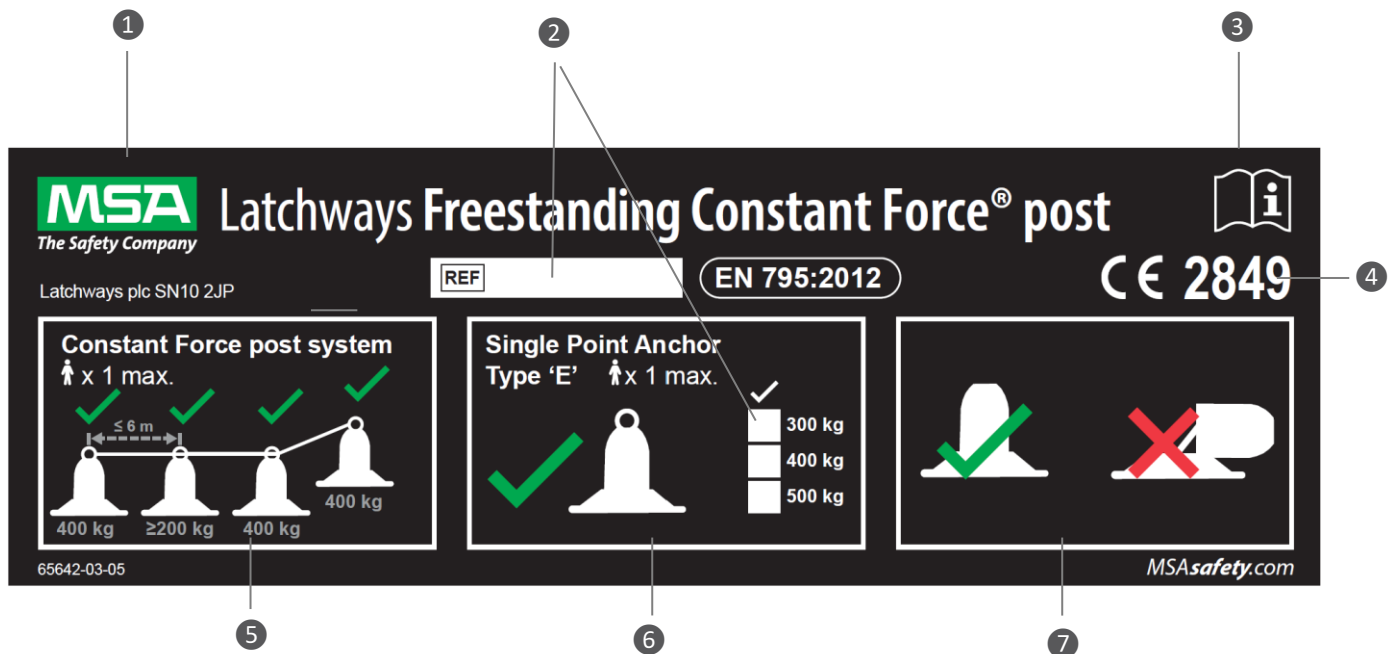 1
2
3
MSA
The Safety Company
Latchways Freestanding Constant Force® post
i
Latchways plc SN10 2JP
REF
EN 795:2012
CE 2849
4
Constant Force post system
x 1 max.
≤ 6 m
400 kg
≥200 kg
400 kg
400 kg
Single Point Anchor
Type ‘E’ x 1 max.
300 kg
400 kg
500 kg
65642-03-05
MSAsafety.com
5
6
7